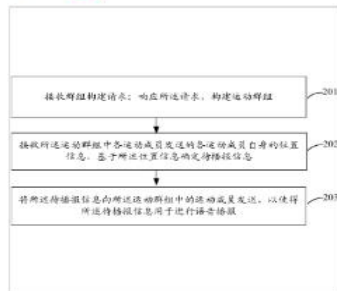 接收群组构建请求；响应所述请求，构建运动群组
201
接收所述运动群组中各运动成员发送的各运动成员自身的位置
信息，基于所述位置信息确定待播报信息
202
将所述待播报信息向所述运动群组中的运动成员发送，以使得
所述待播报信息用于进行语音播报
203